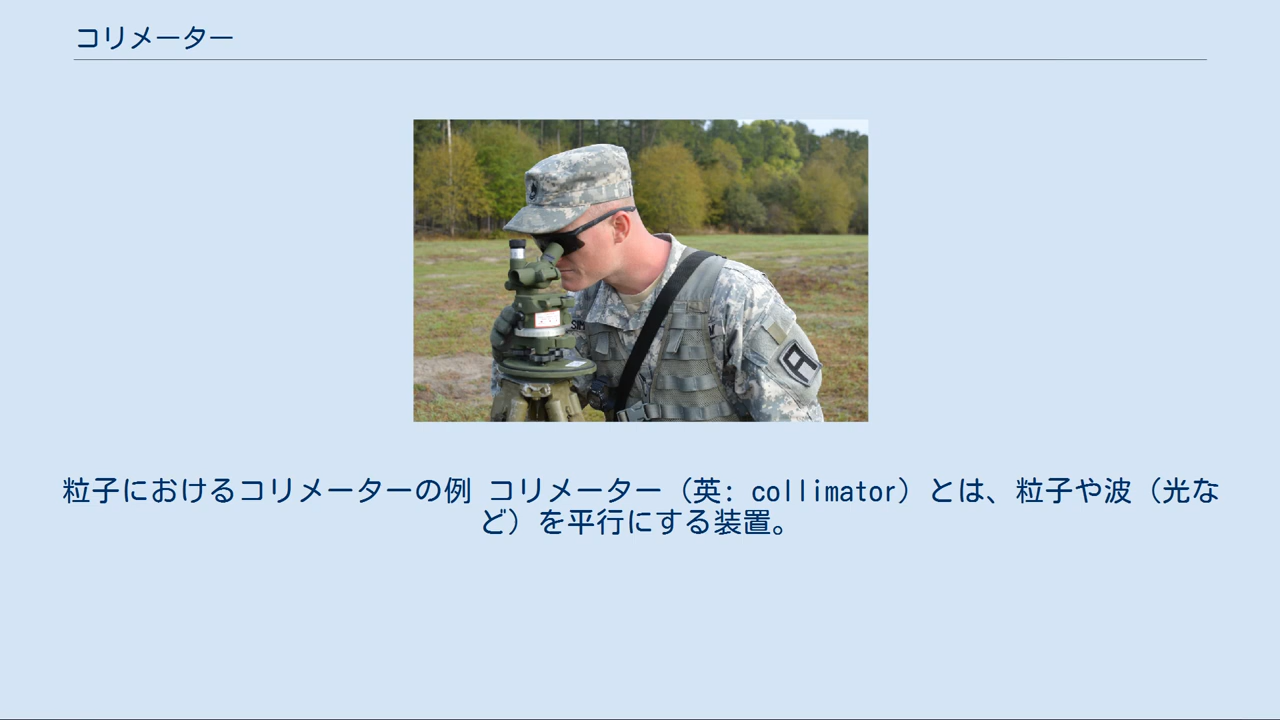 コリメーター
粒子におけるコリメーターの例 コリメーター（英: collimator）とは、粒子や波（光な
ど）を平行にする装置。